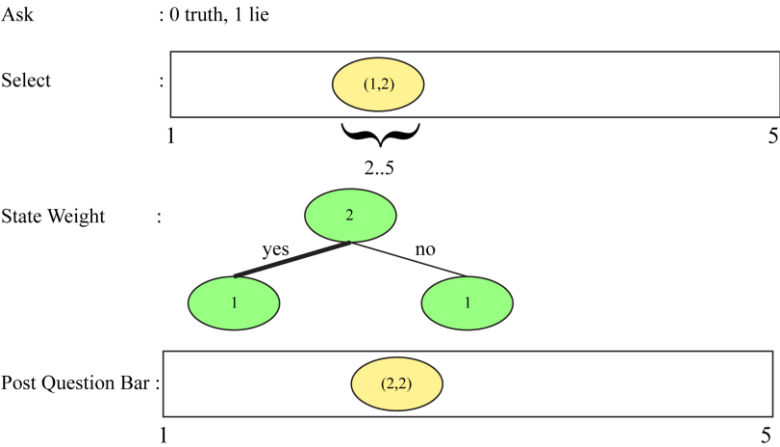 Ask : 0 truth, 1 lie
Select : (1,2)
1 5
2..5
State Weight : 2
yes no
1 1
Post Question Bar : (2,2)
1 5